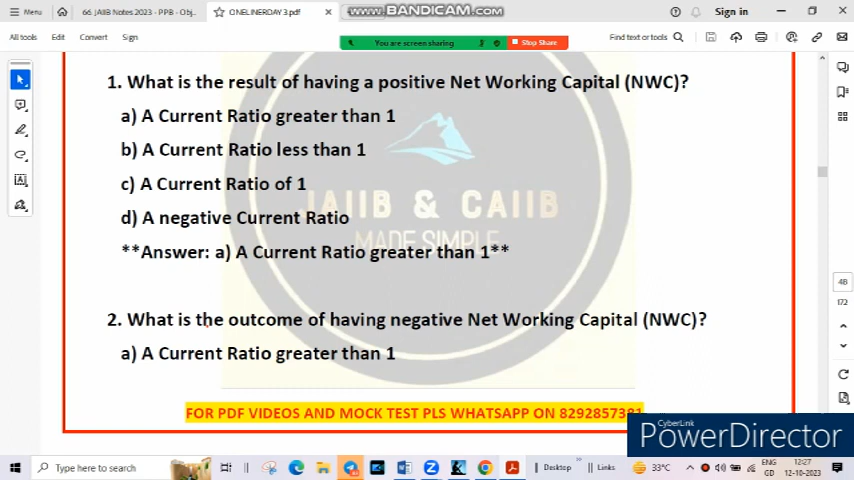 Menu
66. JAIIB Notes 2023 - PPB - Obj...
ONELINERDAY 3.pdf
WWW.BANDICAM.COM
Sign in
All tools
Edit
Convert
Sign
You are screen sharing
Stop Share
Find text or tools
1. What is the result of having a positive Net Working Capital (NWC)?
a) A Current Ratio greater than 1
b) A Current Ratio less than 1
c) A Current Ratio of 1
d) A negative Current Ratio
**Answer: a) A Current Ratio greater than 1**
JAIIB & CAIIB
MADE SIMPLE
2. What is the outcome of having negative Net Working Capital (NWC)?
a) A Current Ratio greater than 1
FOR PDF VIDEOS AND MOCK TEST PLS WHATSAPP ON 8292857381
48
172
CyberLink
PowerDirector
Type here to search
Desktop
Links
33°C
ENG
GD
12:27
12-10-2023